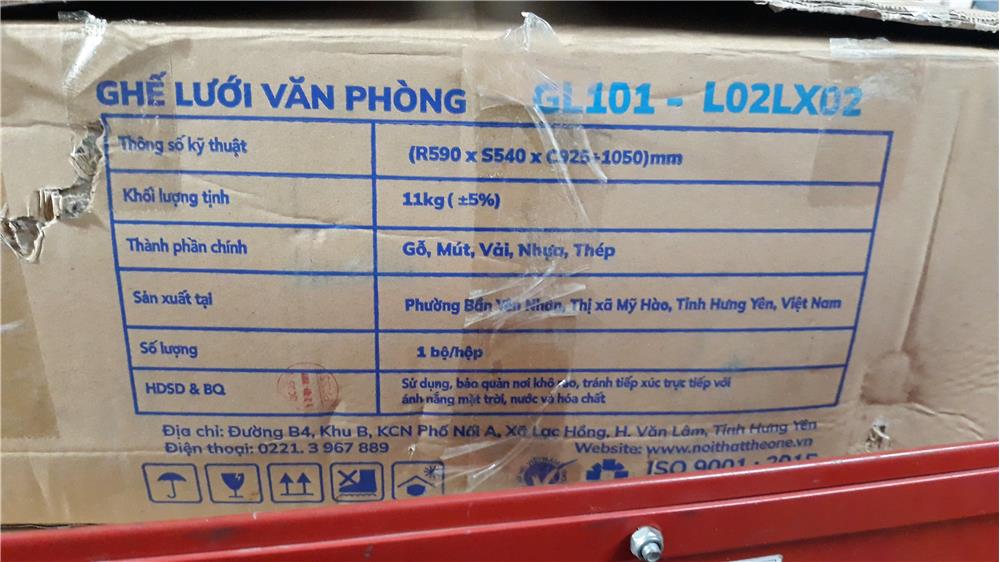 GHẾ LƯỚI VĂN PHÒNG GL101 - L02LX02
Thông số kỹ thuật (R590 x S540 x C925÷1050)mm
Khối lượng tịnh 11kg ( ±5%)
Thành phần chính Gỗ, Mút, Vải, Nhựa, Thép
Sản xuất tại Phường Bần Yên Nhân, Thị xã Mỹ Hào, Tỉnh Hưng Yên, Việt Nam
Số lượng 1 bộ/hộp
HDSD & BQ Sử dụng, bảo quản nơi khô ráo, tránh tiếp xúc trực tiếp với
ánh nắng mặt trời, nước và hóa chất
Địa chỉ: Đường B4, Khu B, KCN Phố Nối A, Xã Lạc Hồng, H. Văn Lâm, Tỉnh Hưng Yên
Điện thoại: 0221. 3 967 889 Website: www.noithattheone.vn
ISO 9001 : 2015